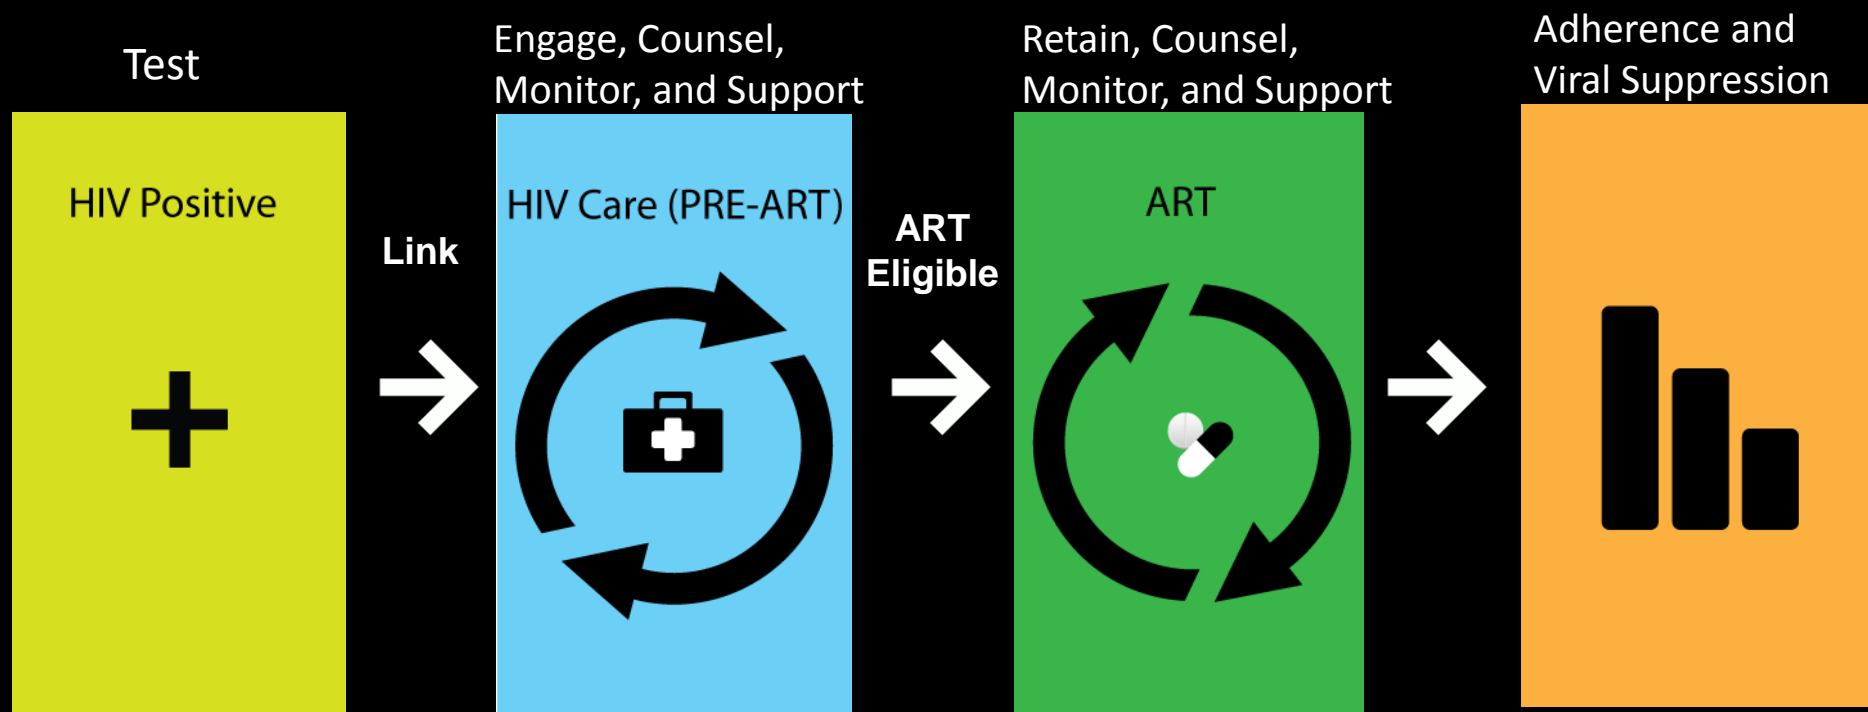 Test
HIV Positive
Link
Engage, Counsel,
Monitor, and Support
HIV Care (PRE-ART)
ART
Eligible
Retain, Counsel,
Monitor, and Support
ART
Adherence and
Viral Suppression